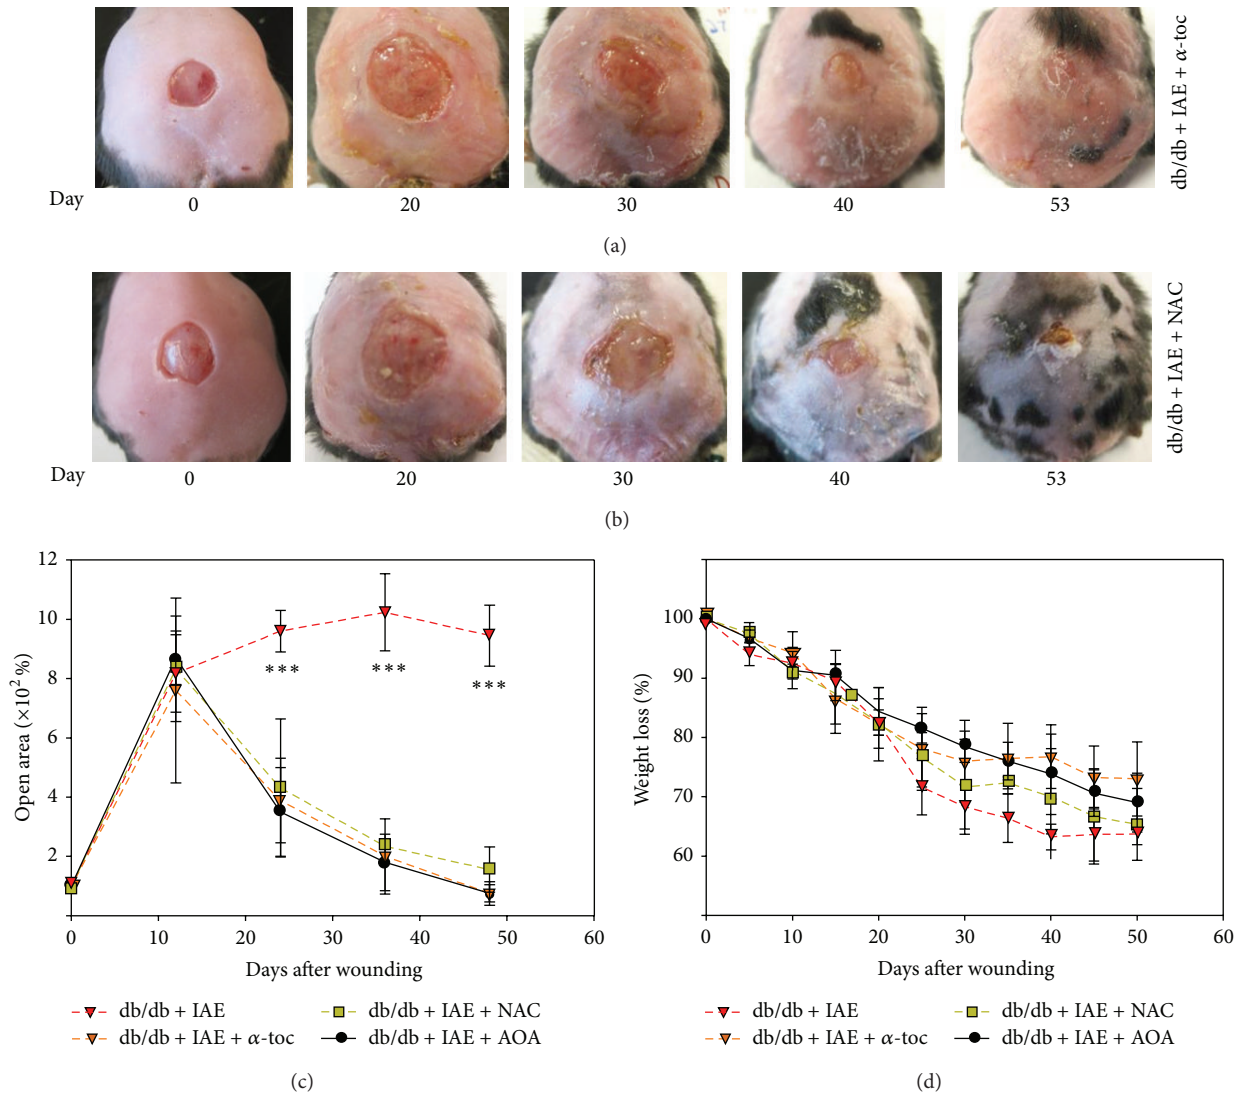 db/db + IAE + α-toc
Day 0 20 30 40 53
(a)
db/db + IAE + NAC
Day 0 20 30 40 53
(b)
12
10
8
6
4
2
Open area (×10² %)
***
***
***
0 10 20 30 40 50 60
Days after wounding
db/db + IAE
db/db + IAE + NAC
db/db + IAE + α-toc
db/db + IAE + AOA
(c)
100
90
80
70
60
Weight loss (%)
0 10 20 30 40 50 60
Days after wounding
db/db + IAE
db/db + IAE + NAC
db/db + IAE + α-toc
db/db + IAE + AOA
(d)